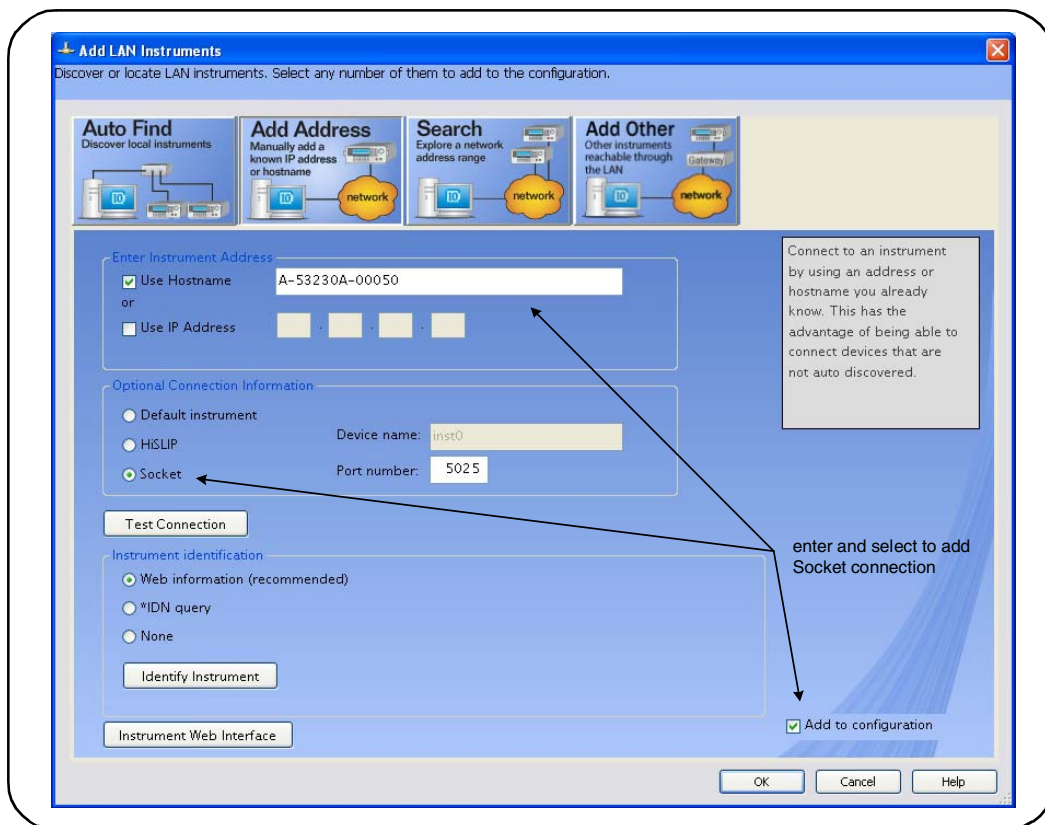 Add LAN Instruments
Discover or locate LAN instruments. Select any number of them to add to the configuration.
Auto Find
Discover local instruments
IO
Add Address
Manually add a
known IP address
or hostname
IO
network
Search
Explore a network
address range
IO
network
Add Other
Other instruments
reachable through
the LAN
Gateway
IO
network
Enter Instrument Address
Use Hostname
A-53230A-00050
or
Use IP Address
. . .
Connect to an instrument
by using an address or
hostname you already
know. This has the
advantage of being able to
connect devices that are
not auto discovered.
Optional Connection Information
Default instrument
HiSLIP
Device name: inst0
Socket
Port number: 5025
Test Connection
enter and select to add
Socket connection
Instrument identification
Web information (recommended)
*IDN query
None
Identify Instrument
Add to configuration
Instrument Web Interface
OK Cancel Help